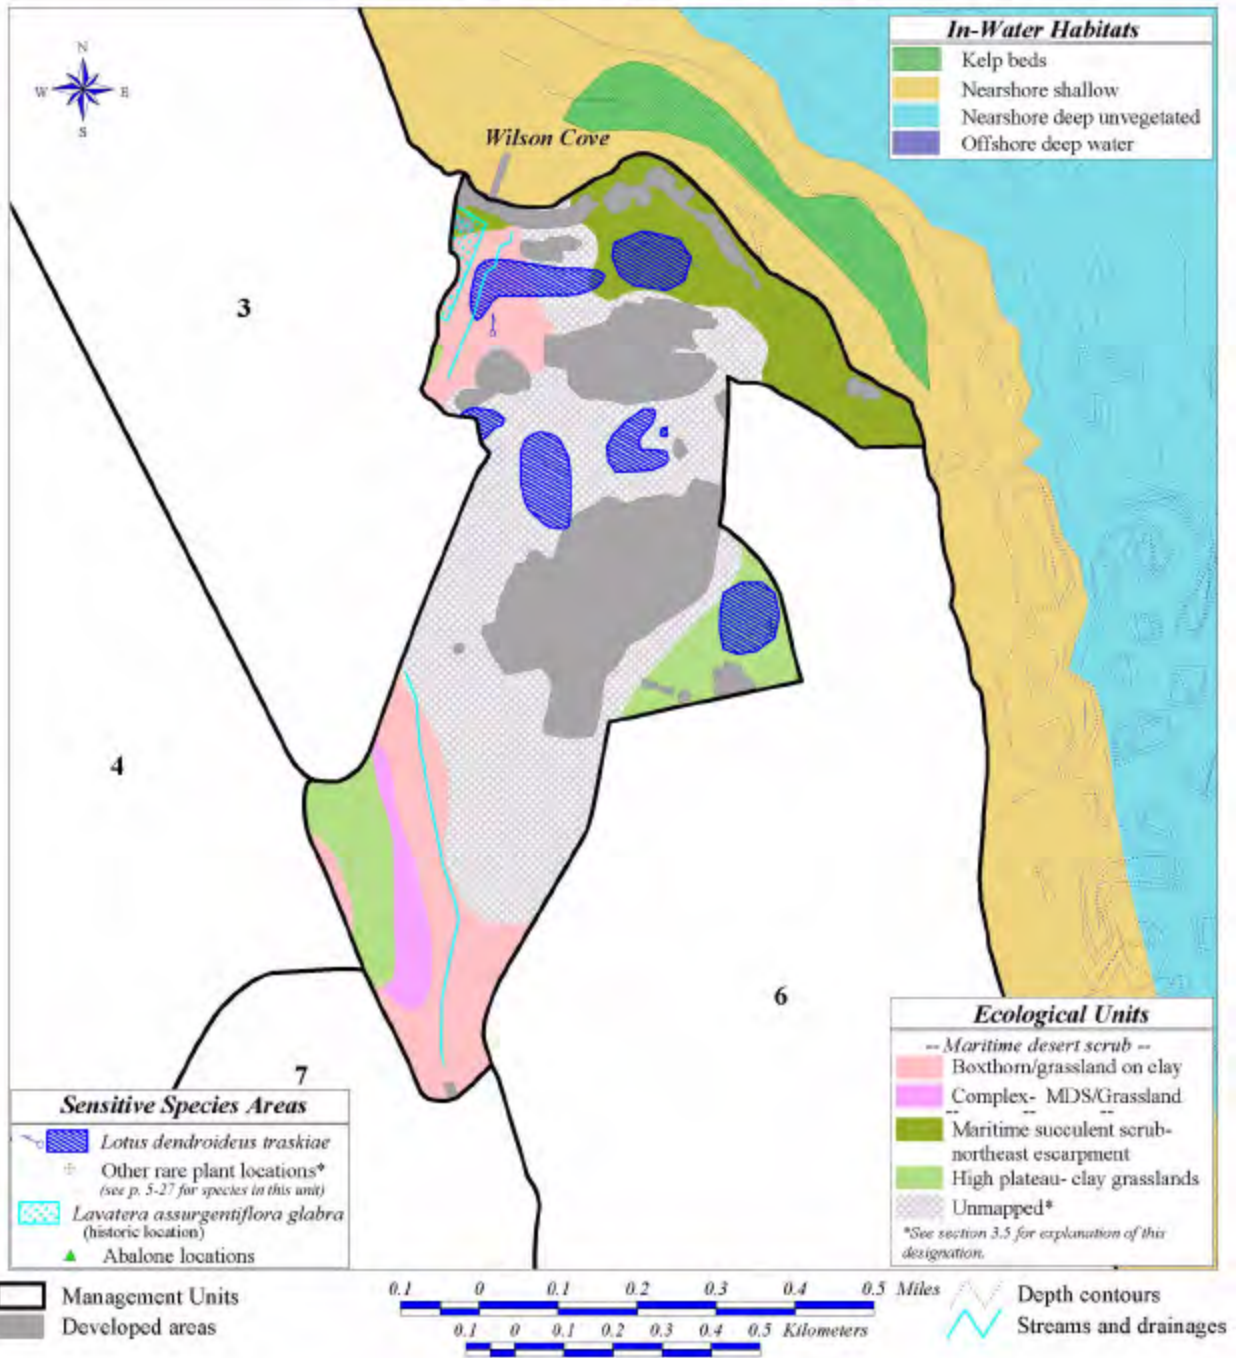 In-Water Habitats
Kelp beds
Nearshore shallow
Nearshore deep unvegetated
Offshore deep water
N
W E
S
Wilson Cove
3
4
6
7
Ecological Units
-- Maritime desert scrub --
Boxthorn/grassland on clay
Complex- MDS/Grassland
-- -- --
Maritime succulent scrub-
northeast escarpment
High plateau- clay grasslands
Unmapped*
*See section 3.5 for explanation of this
designation.
Sensitive Species Areas
Lotus dendroideus traskiae
Other rare plant locations*
(see p. 5-27 for species in this unit)
Lavatera assurgentiflora glabra
(historic location)
Abalone locations
Management Units
Developed areas
0.1 0 0.1 0.2 0.3 0.4 0.5 Miles
0.1 0 0.1 0.2 0.3 0.4 0.5 Kilometers
Depth contours
Streams and drainages